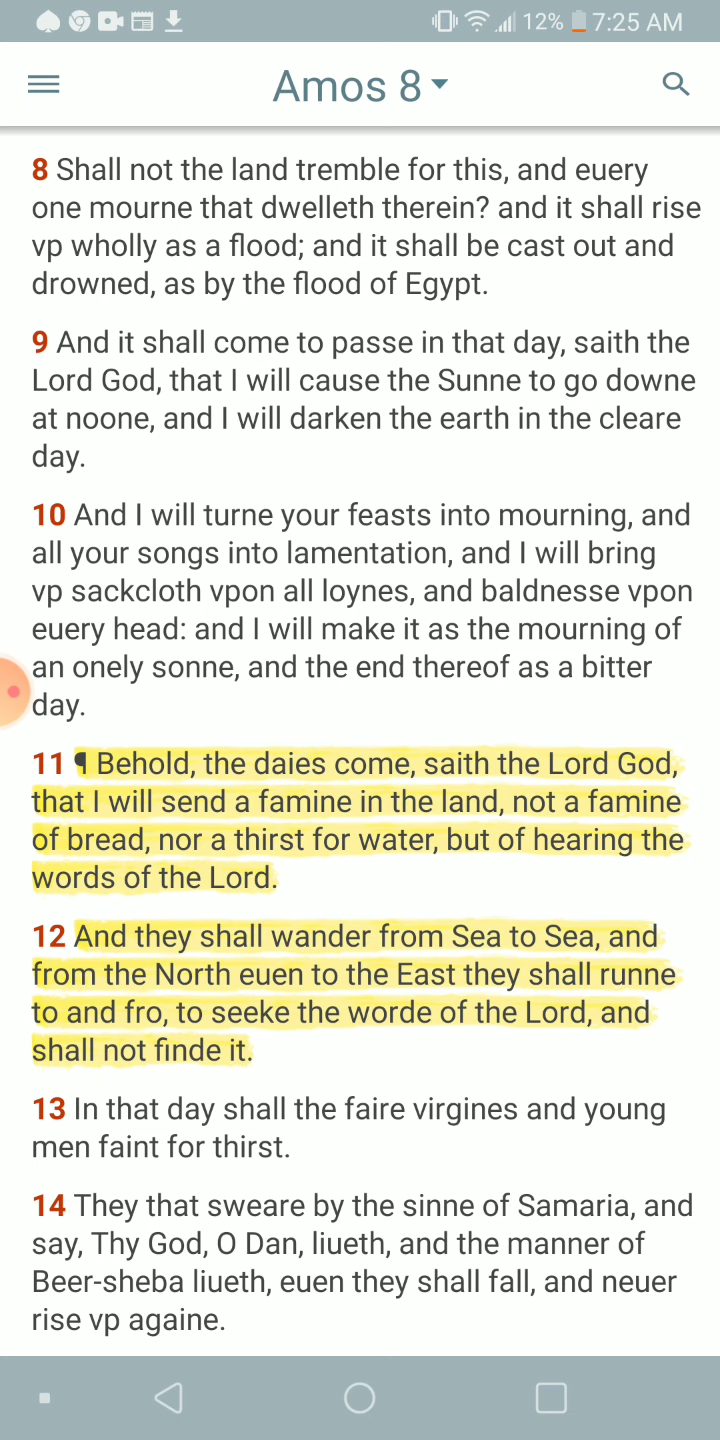 12% 7:25 AM
Amos 8
8 Shall not the land tremble for this, and euery
one mourne that dwelleth therein? and it shall rise
vp wholly as a flood; and it shall be cast out and
drowned, as by the flood of Egypt.
9 And it shall come to passe in that day, saith the
Lord God, that I will cause the Sunne to go downe
at noone, and I will darken the earth in the cleare
day.
10 And I will turne your feasts into mourning, and
all your songs into lamentation, and I will bring
vp sackcloth vpon all loynes, and baldnesse vpon
euery head: and I will make it as the mourning of
an onely sonne, and the end thereof as a bitter
day.
11 ¶ Behold, the daies come, saith the Lord God,
that I will send a famine in the land, not a famine
of bread, nor a thirst for water, but of hearing the
words of the Lord.
12 And they shall wander from Sea to Sea, and
from the North euen to the East they shall runne
to and fro, to seeke the worde of the Lord, and
shall not finde it.
13 In that day shall the faire virgines and young
men faint for thirst.
14 They that sweare by the sinne of Samaria, and
say, Thy God, O Dan, liueth, and the manner of
Beer-sheba liueth, euen they shall fall, and neuer
rise vp againe.